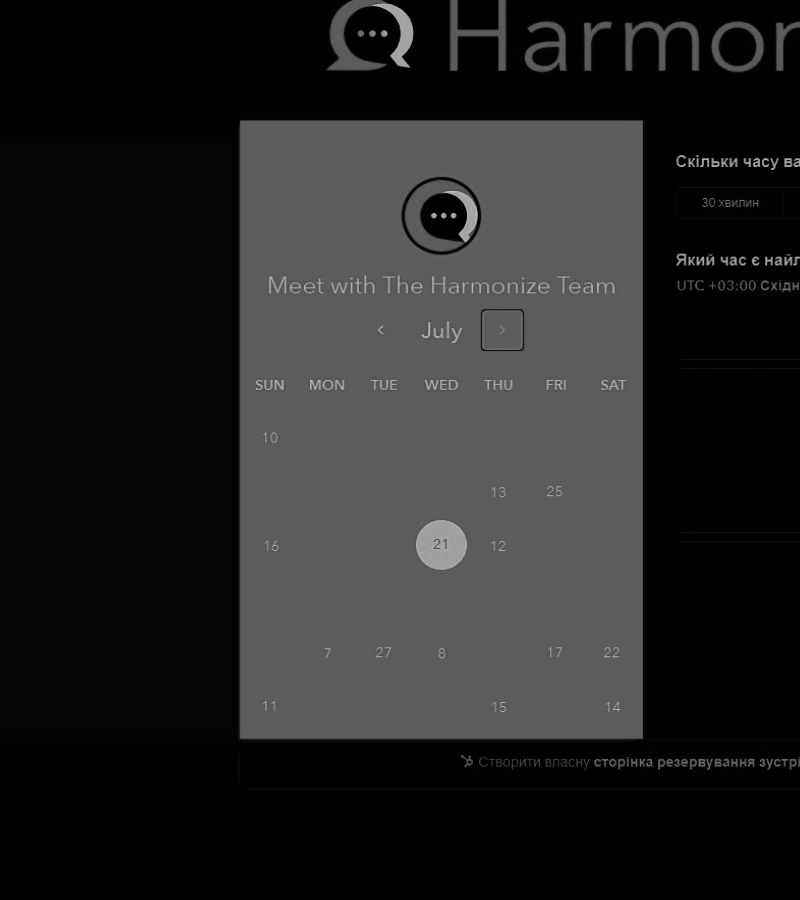 Harmon
Скільки часу ва
30 хвилин
Який час є найл
UTC +03:00 Східн
Meet with The Harmonize Team
July
SUN MON TUE WED THU FRI SAT
10
13 25
16 21 12
7 27 8 17 22
11 15 14
Створити власну сторінка резервування зустрі